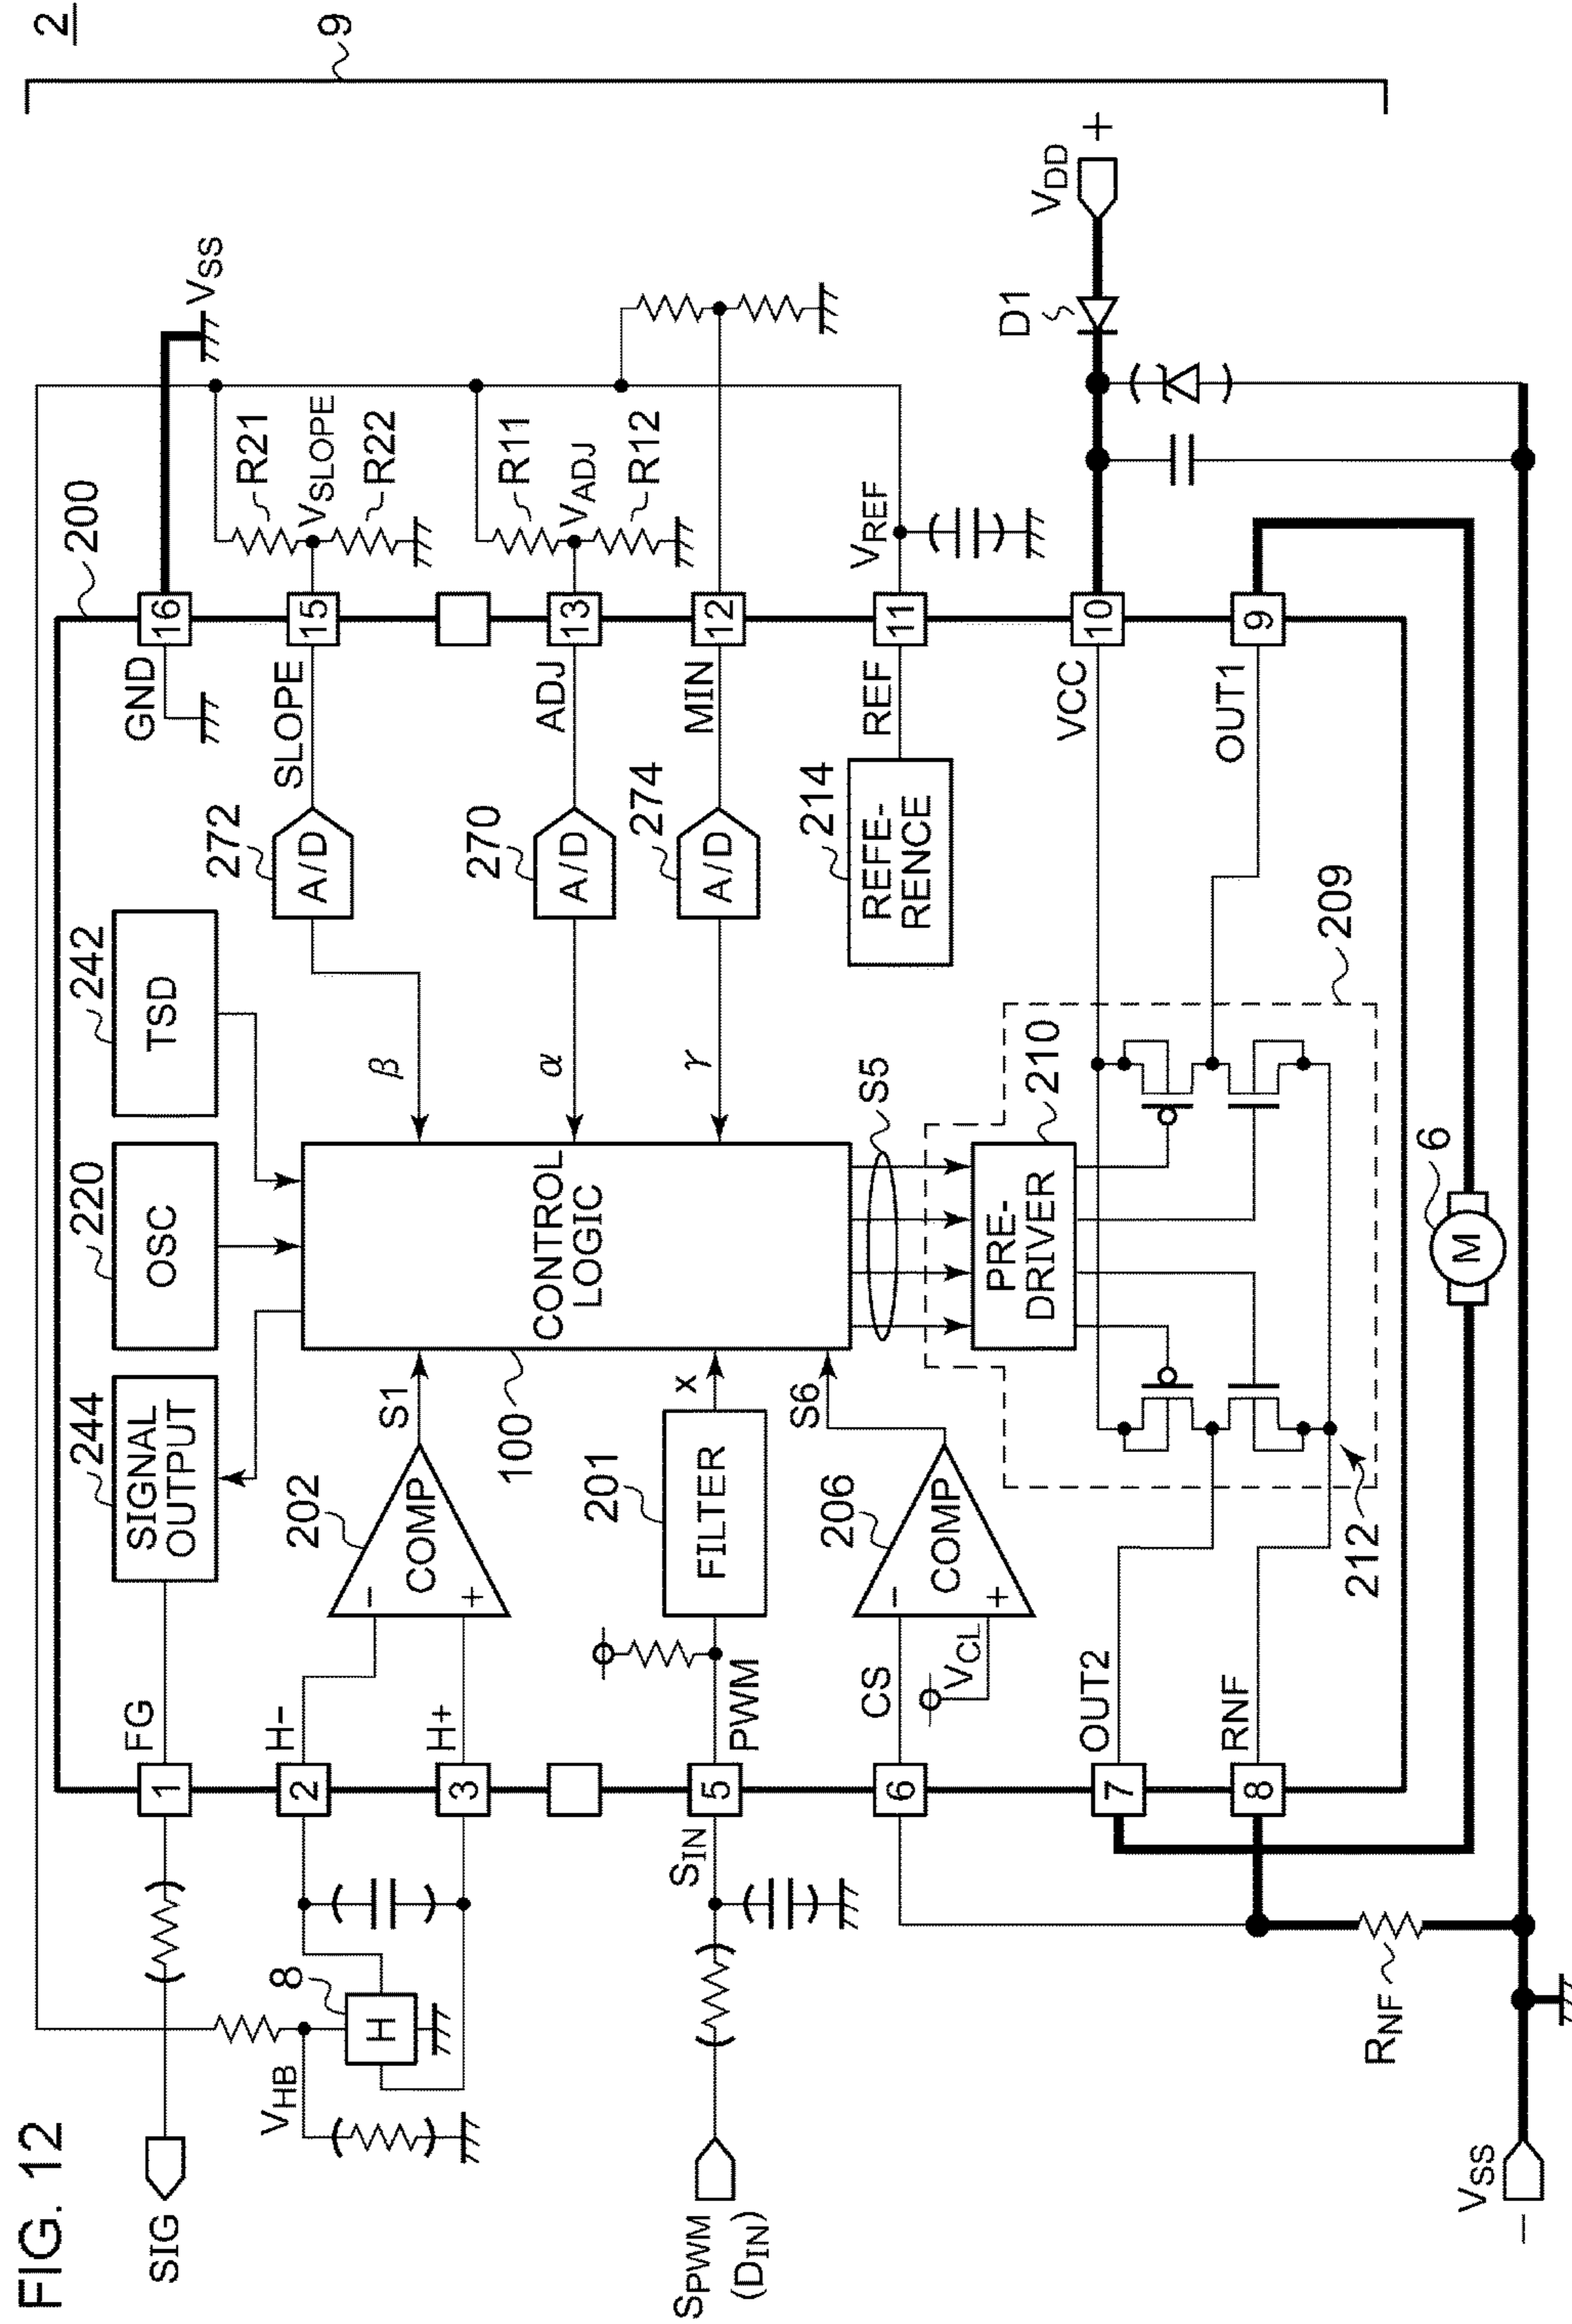 FIG. 12
2
9
200
SIG
1
FG
244
SIGNAL
OUTPUT
220
OSC
242
TSD
GND
16
VSS
VHB
8
H
2
H-
3
H+
202
COMP
-
+
S1
100
CONTROL
LOGIC
β
272
A/D
SLOPE
15
R21
VSLOPE
R22
α
270
A/D
ADJ
13
R11
VADJ
R12
γ
274
A/D
MIN
12
SPWM
(DIN)
SIN
5
PWM
201
FILTER
x
214
REFE-
RENCE
REF
11
VREF
6
CS
VCL
206
COMP
-
+
S6
S5
210
PRE-
DRIVER
209
212
VCC
10
D1
VDD
+
7
OUT2
8
RNF
OUT1
9
RNF
6
M
VSS
-